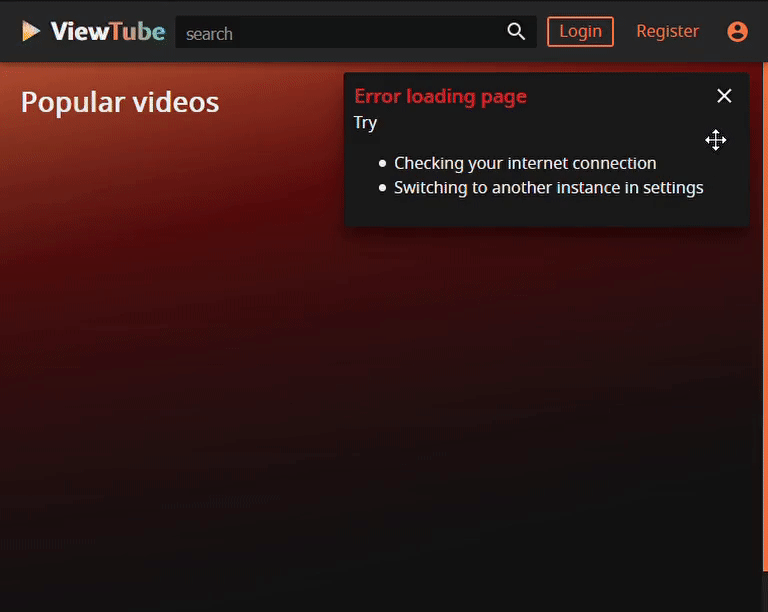 ViewTube
search
Login
Register
Popular videos
Error loading page
Try
Checking your internet connection
Switching to another instance in settings